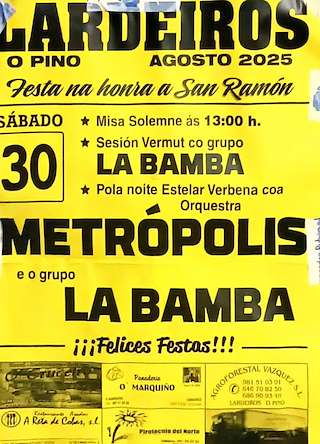 LARDEIROS
O PINO AGOSTO 2025
Festa na honra a San Ramón
SÁBADO
30
★ Misa Solemne ás 13:00 h.
★ Sesión Vermut co grupo
LA BAMBA
★ Pola noite Estelar Verbena coa
Orquestra
METRÓPOLIS
e o grupo
LA BAMBA
¡¡¡Felices Festas!!!
Panadería
O MARQUIÑO
A Reta de Cobas, s.l.
Pirotecnia del Norte
AGROFORESTAL VÁZQUEZ, S.L.
LARDEIROS O PINO